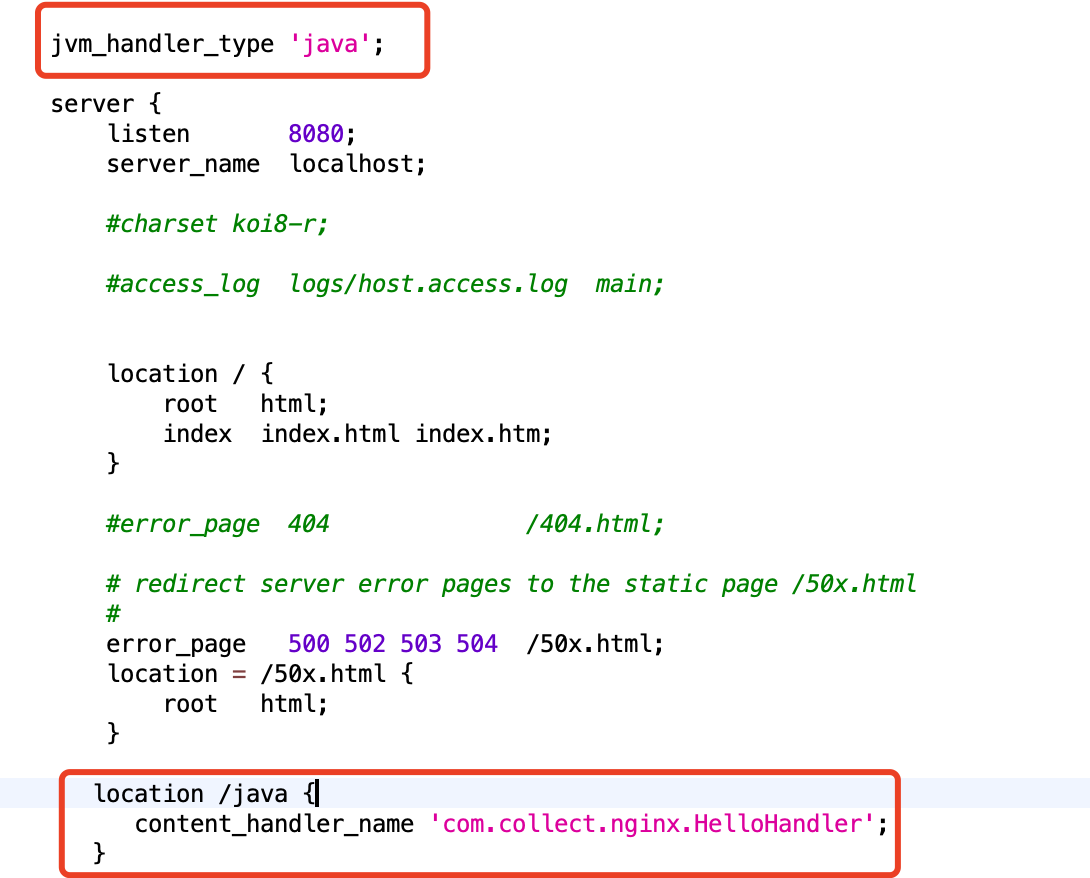 jvm_handler_type 'java';
server {
    listen       8080;
    server_name  localhost;
    #charset koi8-r;
    #access_log  logs/host.access.log  main;
    location / {
        root   html;
        index  index.html index.htm;
    }
    #error_page  404              /404.html;
    # redirect server error pages to the static page /50x.html
    #
    error_page   500 502 503 504  /50x.html;
    location = /50x.html {
        root   html;
    }
   location /java {
      content_handler_name 'com.collect.nginx.HelloHandler';
   }